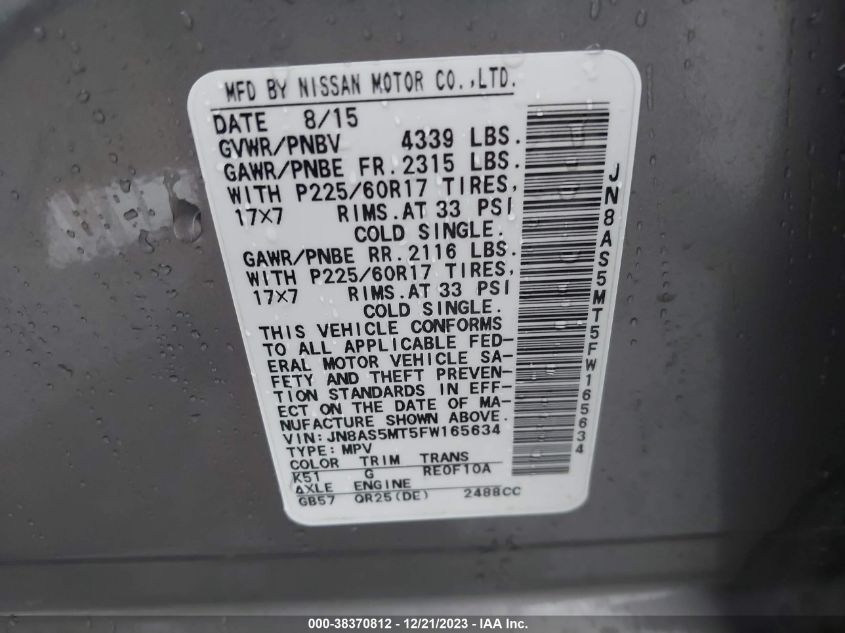 MFD BY NISSAN MOTOR CO.,LTD.
DATE 8/15
GVWR/PNBV 4339 LBS.
GAWR/PNBE FR.2315 LBS.
WITH P225/60R17 TIRES,
17X7 RIMS.AT 33 PSI
COLD SINGLE.
GAWR/PNBE RR.2116 LBS.
WITH P225/60R17 TIRES,
17X7 RIMS.AT 33 PSI
COLD SINGLE.
THIS VEHICLE CONFORMS
TO ALL APPLICABLE FED-
ERAL MOTOR VEHICLE SA-
FETY AND THEFT PREVEN-
TION STANDARDS IN EFF-
ECT ON THE DATE OF MA-
NUFACTURE SHOWN ABOVE.
VIN:JN8AS5MT5FW165634
TYPE:MPV
COLOR TRIM TRANS
K51 G RE0F10A
AXLE ENGINE
GB57 QR25(DE) 2488CC
JN8AS5MT5FW165634
000-38370812 - 12/21/2023 - IAA Inc.